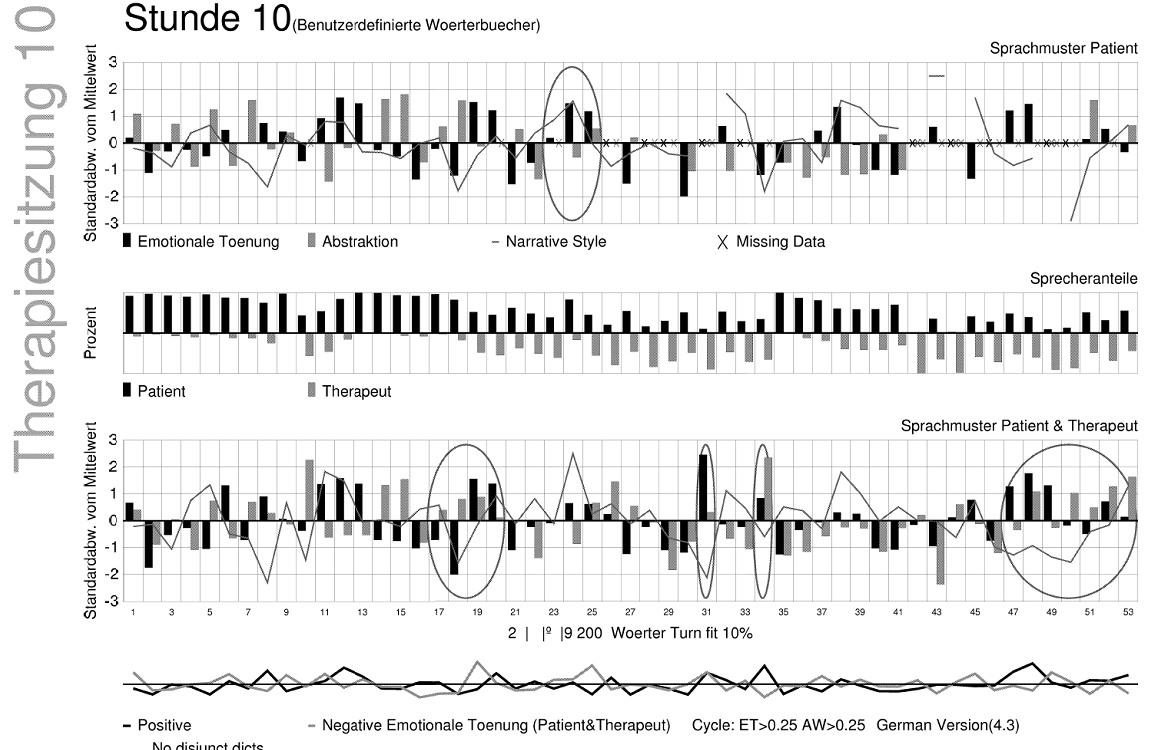 Therapiesitzung 10
Stunde 10(Benutzerdefinierte Woerterbuecher)
Sprachmuster Patient
Standardabw. vom Mittelwert
3
2
1
0
-1
-2
-3
Emotionale Toenung Abstraktion Narrative Style Missing Data
Sprecheranteile
Prozent
Patient Therapeut
Sprachmuster Patient & Therapeut
Standardabw. vom Mittelwert
3
2
1
0
-1
-2
-3
1 3 5 7 9 11 13 15 17 19 21 23 25 27 29 31 33 35 37 39 41 43 45 47 49 51 53
2 | |º |9 200 Woerter Turn fit 10%
Positive Negative Emotionale Toenung (Patient&Therapeut) Cycle: ET>0.25 AW>0.25 German Version(4.3)
No disjunct dicts